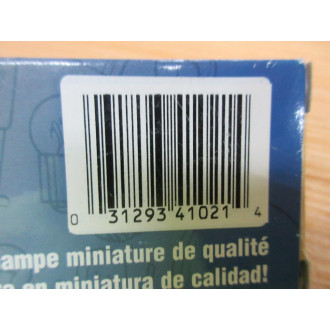 0 31293 41021 4
ampe miniature de qualité
en miniatura de calidad!